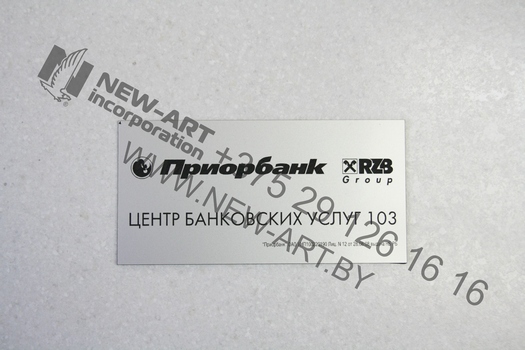 NEW-ART
incorporation
+375 29 126 16 16
WWW.NEW-ART.BY
Приорбанк
RZB
Group
ЦЕНТР БАНКОВСКИХ УСЛУГ 103